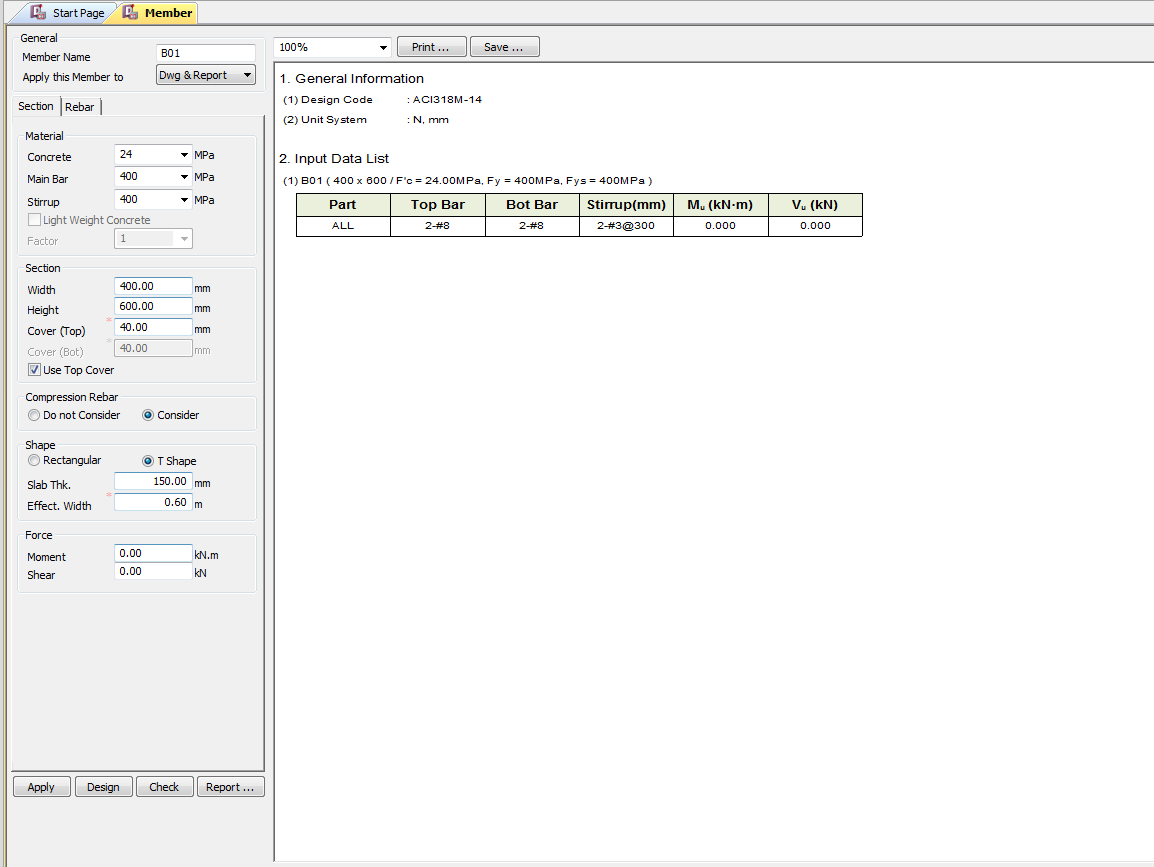 Start Page Member
General
Member Name B01
Apply this Member to Dwg & Report
Section Rebar
Material
Concrete 24 MPa
Main Bar 400 MPa
Stirrup 400 MPa
Light Weight Concrete
Factor 1
Section
Width 400.00 mm
Height 600.00 mm
* Cover (Top) 40.00 mm
* Cover (Bot) 40.00 mm
Use Top Cover
Compression Rebar
Do not Consider Consider
Shape
Rectangular T Shape
Slab Thk. 150.00 mm
* Effect. Width 0.60 m
Force
Moment 0.00 kN.m
Shear 0.00 kN
Apply Design Check Report ...
100% Print ... Save ...
1. General Information
(1) Design Code : ACI318M-14
(2) Unit System : N, mm
2. Input Data List
(1) B01 ( 400 x 600 / F'c = 24.00MPa, Fy = 400MPa, Fys = 400MPa )
Part Top Bar Bot Bar Stirrup(mm) Mᵤ (kN·m) Vᵤ (kN)
ALL 2-#8 2-#8 2-#3@300 0.000 0.000